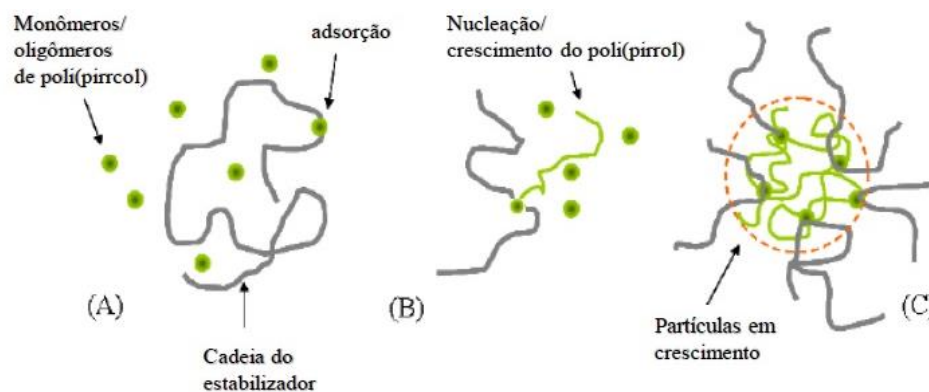 Monômeros/
oligômeros
de poli(pirrcol)
adsorção
Nucleação/
crescimento do poli(pirrol)
(A)
(B)
(C)
Cadeia do
estabilizador
Partículas em
crescimento